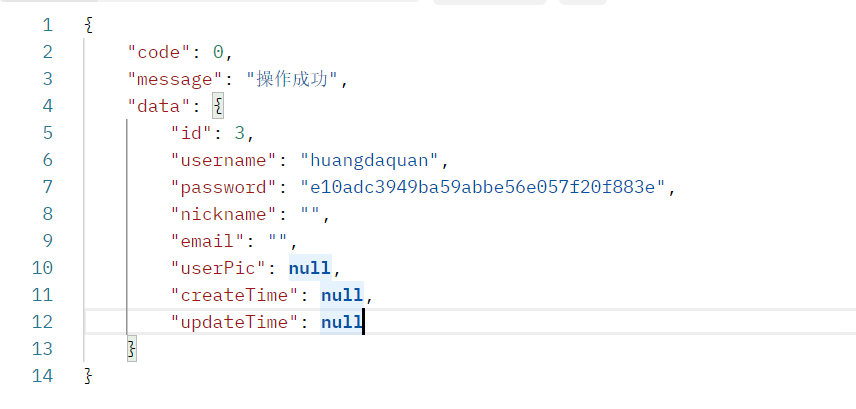 1 {
2     "code": 0,
3     "message": "操作成功",
4     "data": {
5         "id": 3,
6         "username": "huangdaquan",
7         "password": "e10adc3949ba59abbe56e057f20f883e",
8         "nickname": "",
9         "email": "",
10         "userPic": null,
11         "createTime": null,
12         "updateTime": null
13     }
14 }